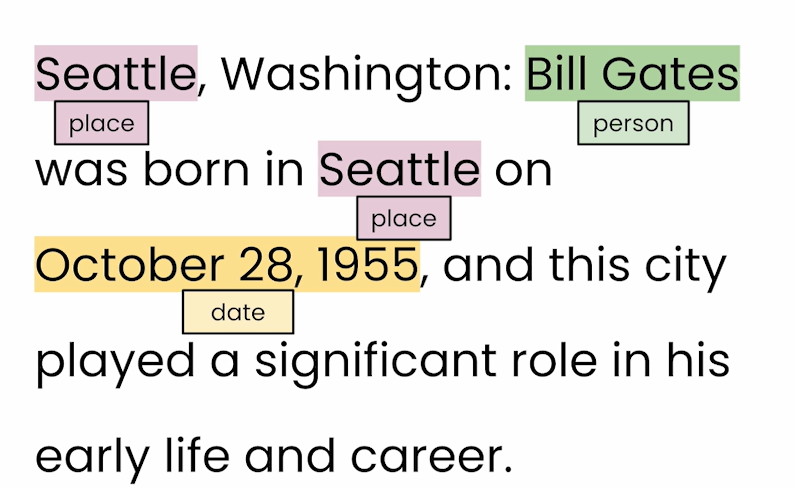 Seattle, Washington: Bill Gates
place person
was born in Seattle on
place
October 28, 1955, and this city
date
played a significant role in his
early life and career.